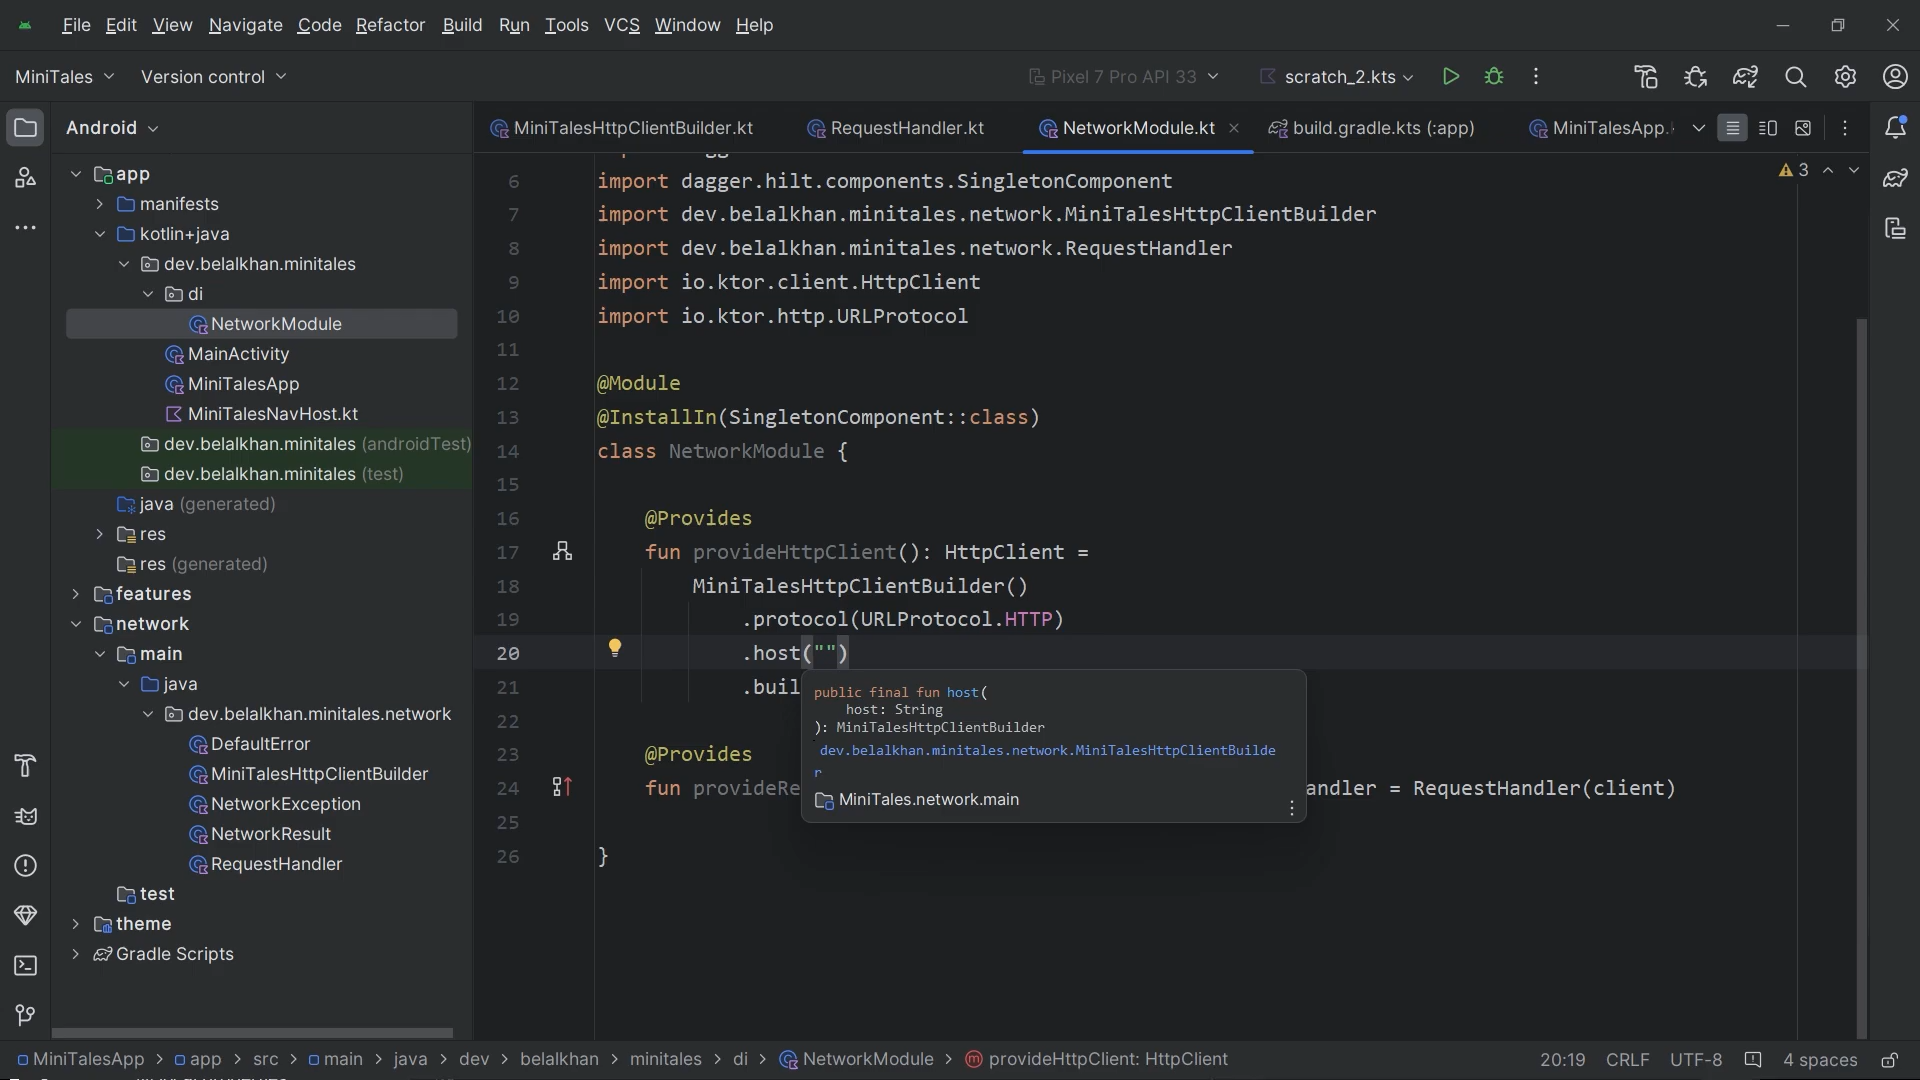 File Edit View Navigate Code Refactor Build Run Tools VCS Window Help
MiniTales Version control Pixel 7 Pro API 33 scratch_2.kts
Android
MiniTalesHttpClientBuilder.kt RequestHandler.kt NetworkModule.kt build.gradle.kts (:app) MiniTalesApp.
app
manifests
kotlin+java
dev.belalkhan.minitales
di
NetworkModule
MainActivity
MiniTalesApp
MiniTalesNavHost.kt
dev.belalkhan.minitales (androidTest)
dev.belalkhan.minitales (test)
java (generated)
res
res (generated)
features
network
main
java
dev.belalkhan.minitales.network
DefaultError
MiniTalesHttpClientBuilder
NetworkException
NetworkResult
RequestHandler
test
theme
Gradle Scripts
3
6 import dagger.hilt.components.SingletonComponent
7 import dev.belalkhan.minitales.network.MiniTalesHttpClientBuilder
8 import dev.belalkhan.minitales.network.RequestHandler
9 import io.ktor.client.HttpClient
10 import io.ktor.http.URLProtocol
11
12 @Module
13 @InstallIn(SingletonComponent::class)
14 class NetworkModule {
15
16 @Provides
17 fun provideHttpClient(): HttpClient =
18 MiniTalesHttpClientBuilder()
19 .protocol(URLProtocol.HTTP)
20 .host("")
21 .buil
22
23 @Provides
24 fun provideRe andler = RequestHandler(client)
25
26 }
public final fun host(
host: String
): MiniTalesHttpClientBuilder
dev.belalkhan.minitales.network.MiniTalesHttpClientBuilde
r
MiniTales.network.main
MiniTalesApp > app > src > main > java > dev > belalkhan > minitales > di > NetworkModule > provideHttpClient: HttpClient 20:19 CRLF UTF-8 4 spaces